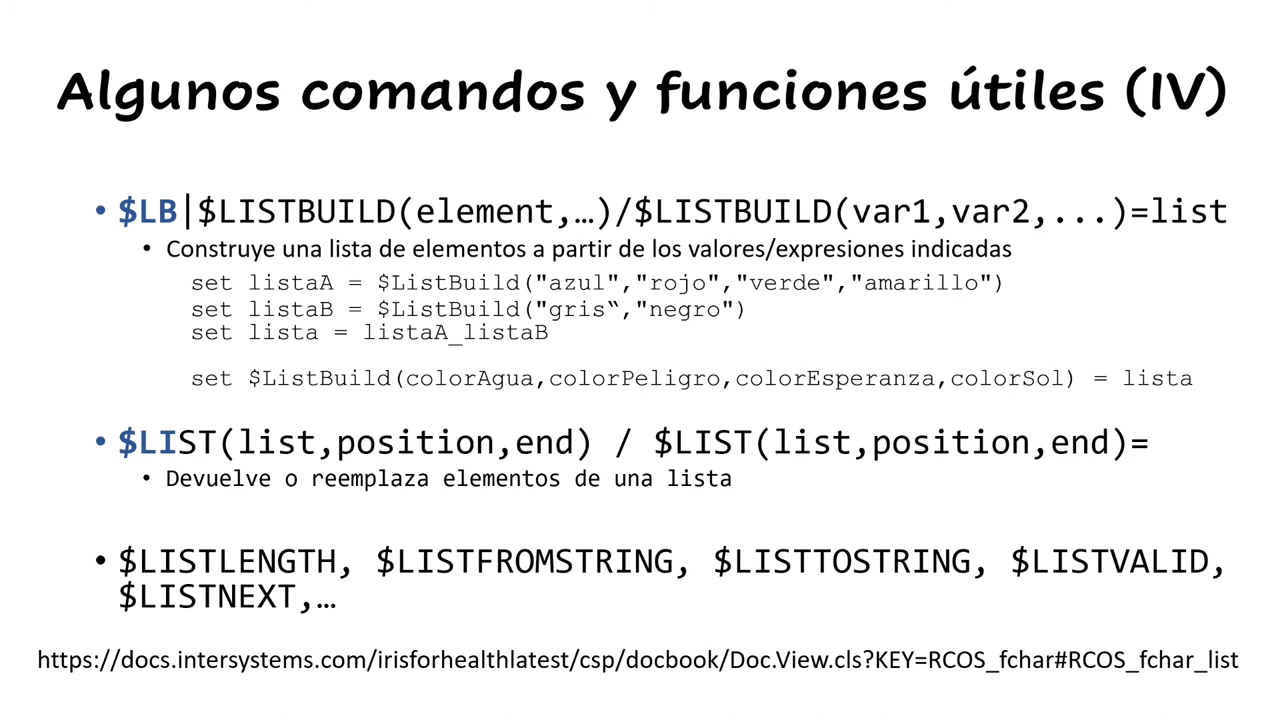 Algunos comandos y funciones útiles (IV)
• $LB|$LISTBUILD(element,…)/$LISTBUILD(var1,var2,...)=list
• Construye una lista de elementos a partir de los valores/expresiones indicadas
set listaA = $ListBuild("azul","rojo","verde","amarillo")
set listaB = $ListBuild("gris“,"negro")
set lista = listaA_listaB
set $ListBuild(colorAgua,colorPeligro,colorEsperanza,colorSol) = lista
• $LIST(list,position,end) / $LIST(list,position,end)=
• Devuelve o reemplaza elementos de una lista
• $LISTLENGTH, $LISTFROMSTRING, $LISTTOSTRING, $LISTVALID,
$LISTNEXT,…
https://docs.intersystems.com/irisforhealthlatest/csp/docbook/Doc.View.cls?KEY=RCOS_fchar#RCOS_fchar_list